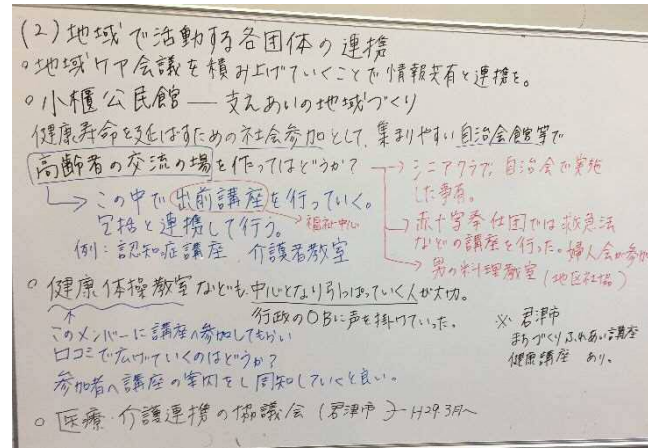 (2)地域で活動する各団体の連携
○地域ケア会議を積み上げていくことで情報共有と連携を。
○小櫃公民館 — 支えあいの地域づくり
健康寿命を延ばすための社会参加として、集まりやすい自治会館等で
高齢者の交流の場を作ってはどうか?
→シニアクラブ、自治会で実施
した事有。
→この中で出前講座を行っていく。
→福祉中心
包括と連携して行う。
例:認知症講座 介護者教室
→赤十字奉仕団では救急法
などの講座を行った。婦人会が参加
→男の料理教室(地区社協)
○健康体操教室なども、中心となり引っぱっていく人が大切。
行政のOBに声を掛けていった。
このメンバーに講座へ参加してもらい
口コミで広げていくのはどうか?
参加者へ講座の案内をし周知していくと良い。
※君津市
まちづくりふれあい講座
健康講座 あり。
○医療・介護連携の協議会(君津市)-H29.3月〜